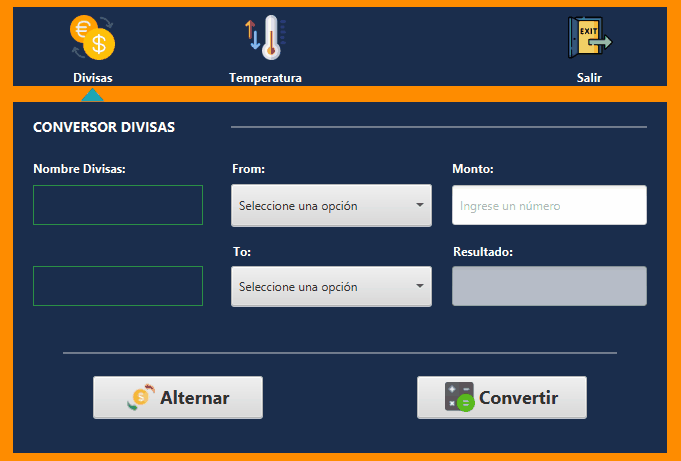 €
$
EXIT
Divisas
Temperatura
Salir
CONVERSOR DIVISAS
Nombre Divisas:
From:
Monto:
Seleccione una opción
Ingrese un número
To:
Resultado:
Seleccione una opción
$ Alternar
Convertir